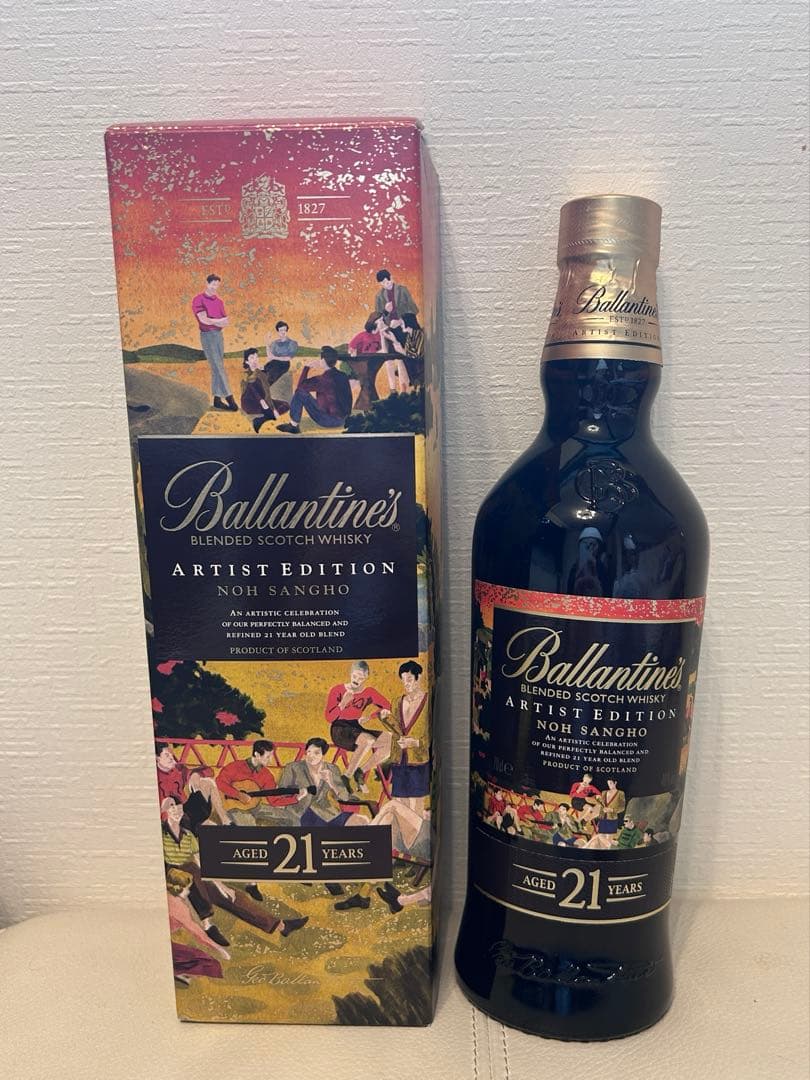 ESTD 1827
Ballantine's®
BLENDED SCOTCH WHISKY
ARTIST EDITION
NOH SANGHO
AN ARTISTIC CELEBRATION
OF OUR PERFECTLY BALANCED AND
REFINED 21 YEAR OLD BLEND
PRODUCT OF SCOTLAND
AGED 21 YEARS
Geo Ballan
Ballantine's
ESTD 1827
ARTIST EDITION
Ballantine's
BLENDED SCOTCH WHISKY
ARTIST EDITION
NOH SANGHO
AN ARTISTIC CELEBRATION
OF OUR PERFECTLY BALANCED AND
REFINED 21 YEAR OLD BLEND
PRODUCT OF SCOTLAND
AGED 21 YEARS